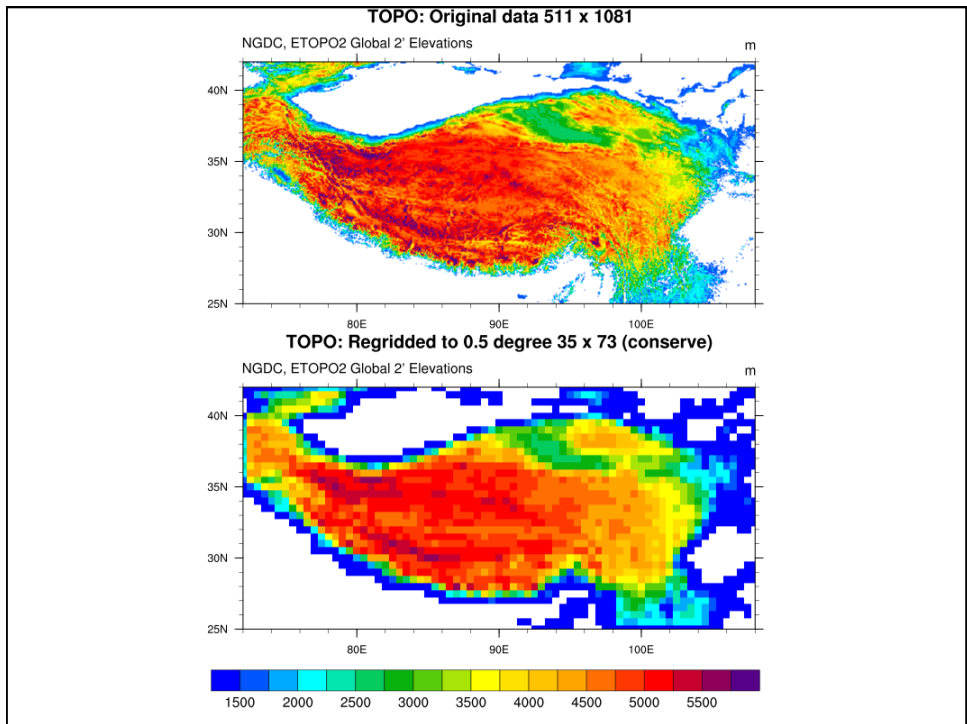 TOPO: Original data 511 x 1081
NGDC, ETOPO2 Global 2' Elevations m
40N
35N
30N
25N
80E 90E 100E
TOPO: Regridded to 0.5 degree 35 x 73 (conserve)
NGDC, ETOPO2 Global 2' Elevations m
40N
35N
30N
25N
80E 90E 100E
1500 2000 2500 3000 3500 4000 4500 5000 5500